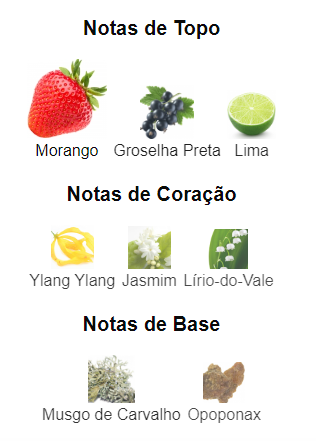 Notas de Topo
Morango Groselha Preta Lima
Notas de Coração
Ylang Ylang Jasmim Lírio-do-Vale
Notas de Base
Musgo de Carvalho Opoponax